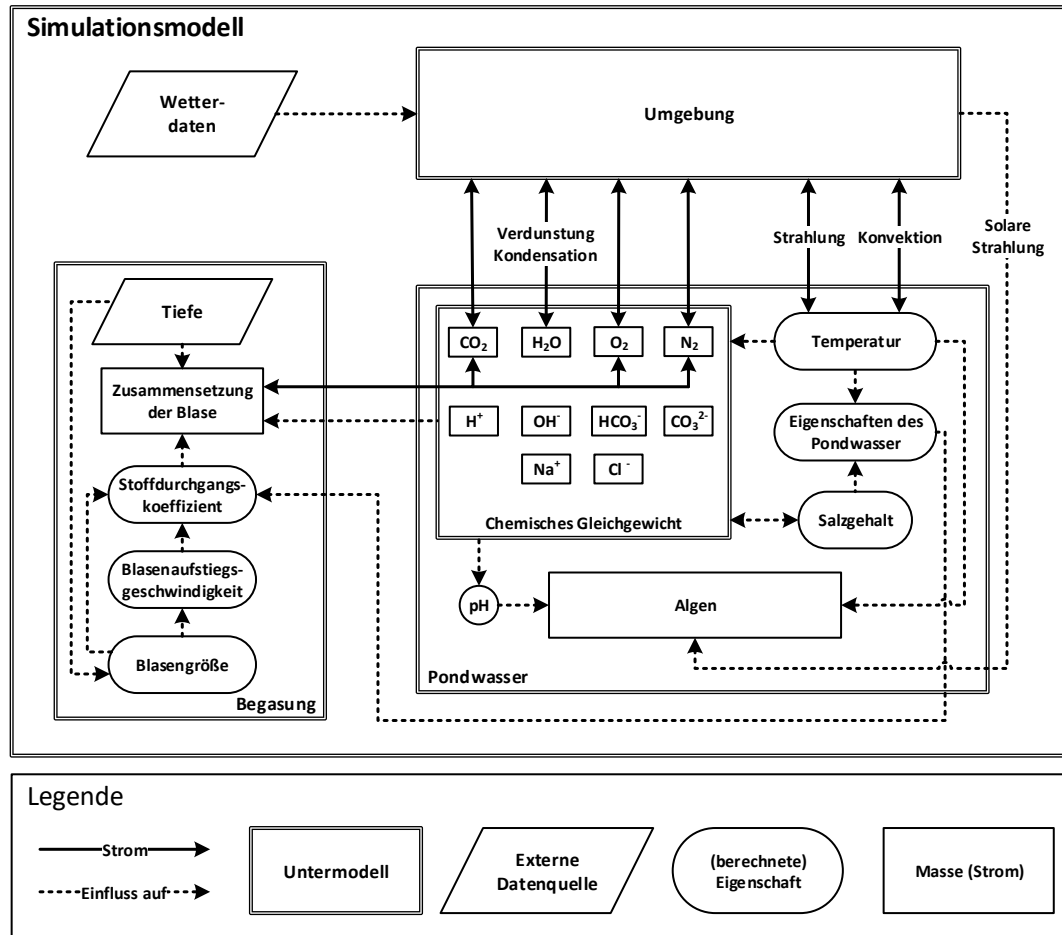 Simulationsmodell
Wetter-
daten
Umgebung
Verdunstung
Kondensation
Strahlung
Konvektion
Solare
Strahlung
Tiefe
Zusammensetzung
der Blase
Stoffdurchgangs-
koeffizient
Blasenaufstiegs-
geschwindigkeit
Blasengröße
Begasung
CO₂
H₂O
O₂
N₂
H⁺
OH⁻
HCO₃⁻
CO₃²⁻
Na⁺
Cl⁻
Chemisches Gleichgewicht
Temperatur
Eigenschaften des
Pondwasser
Salzgehalt
pH
Algen
Pondwasser
Legende
Strom
Einfluss auf
Untermodell
Externe
Datenquelle
(berechnete)
Eigenschaft
Masse (Strom)